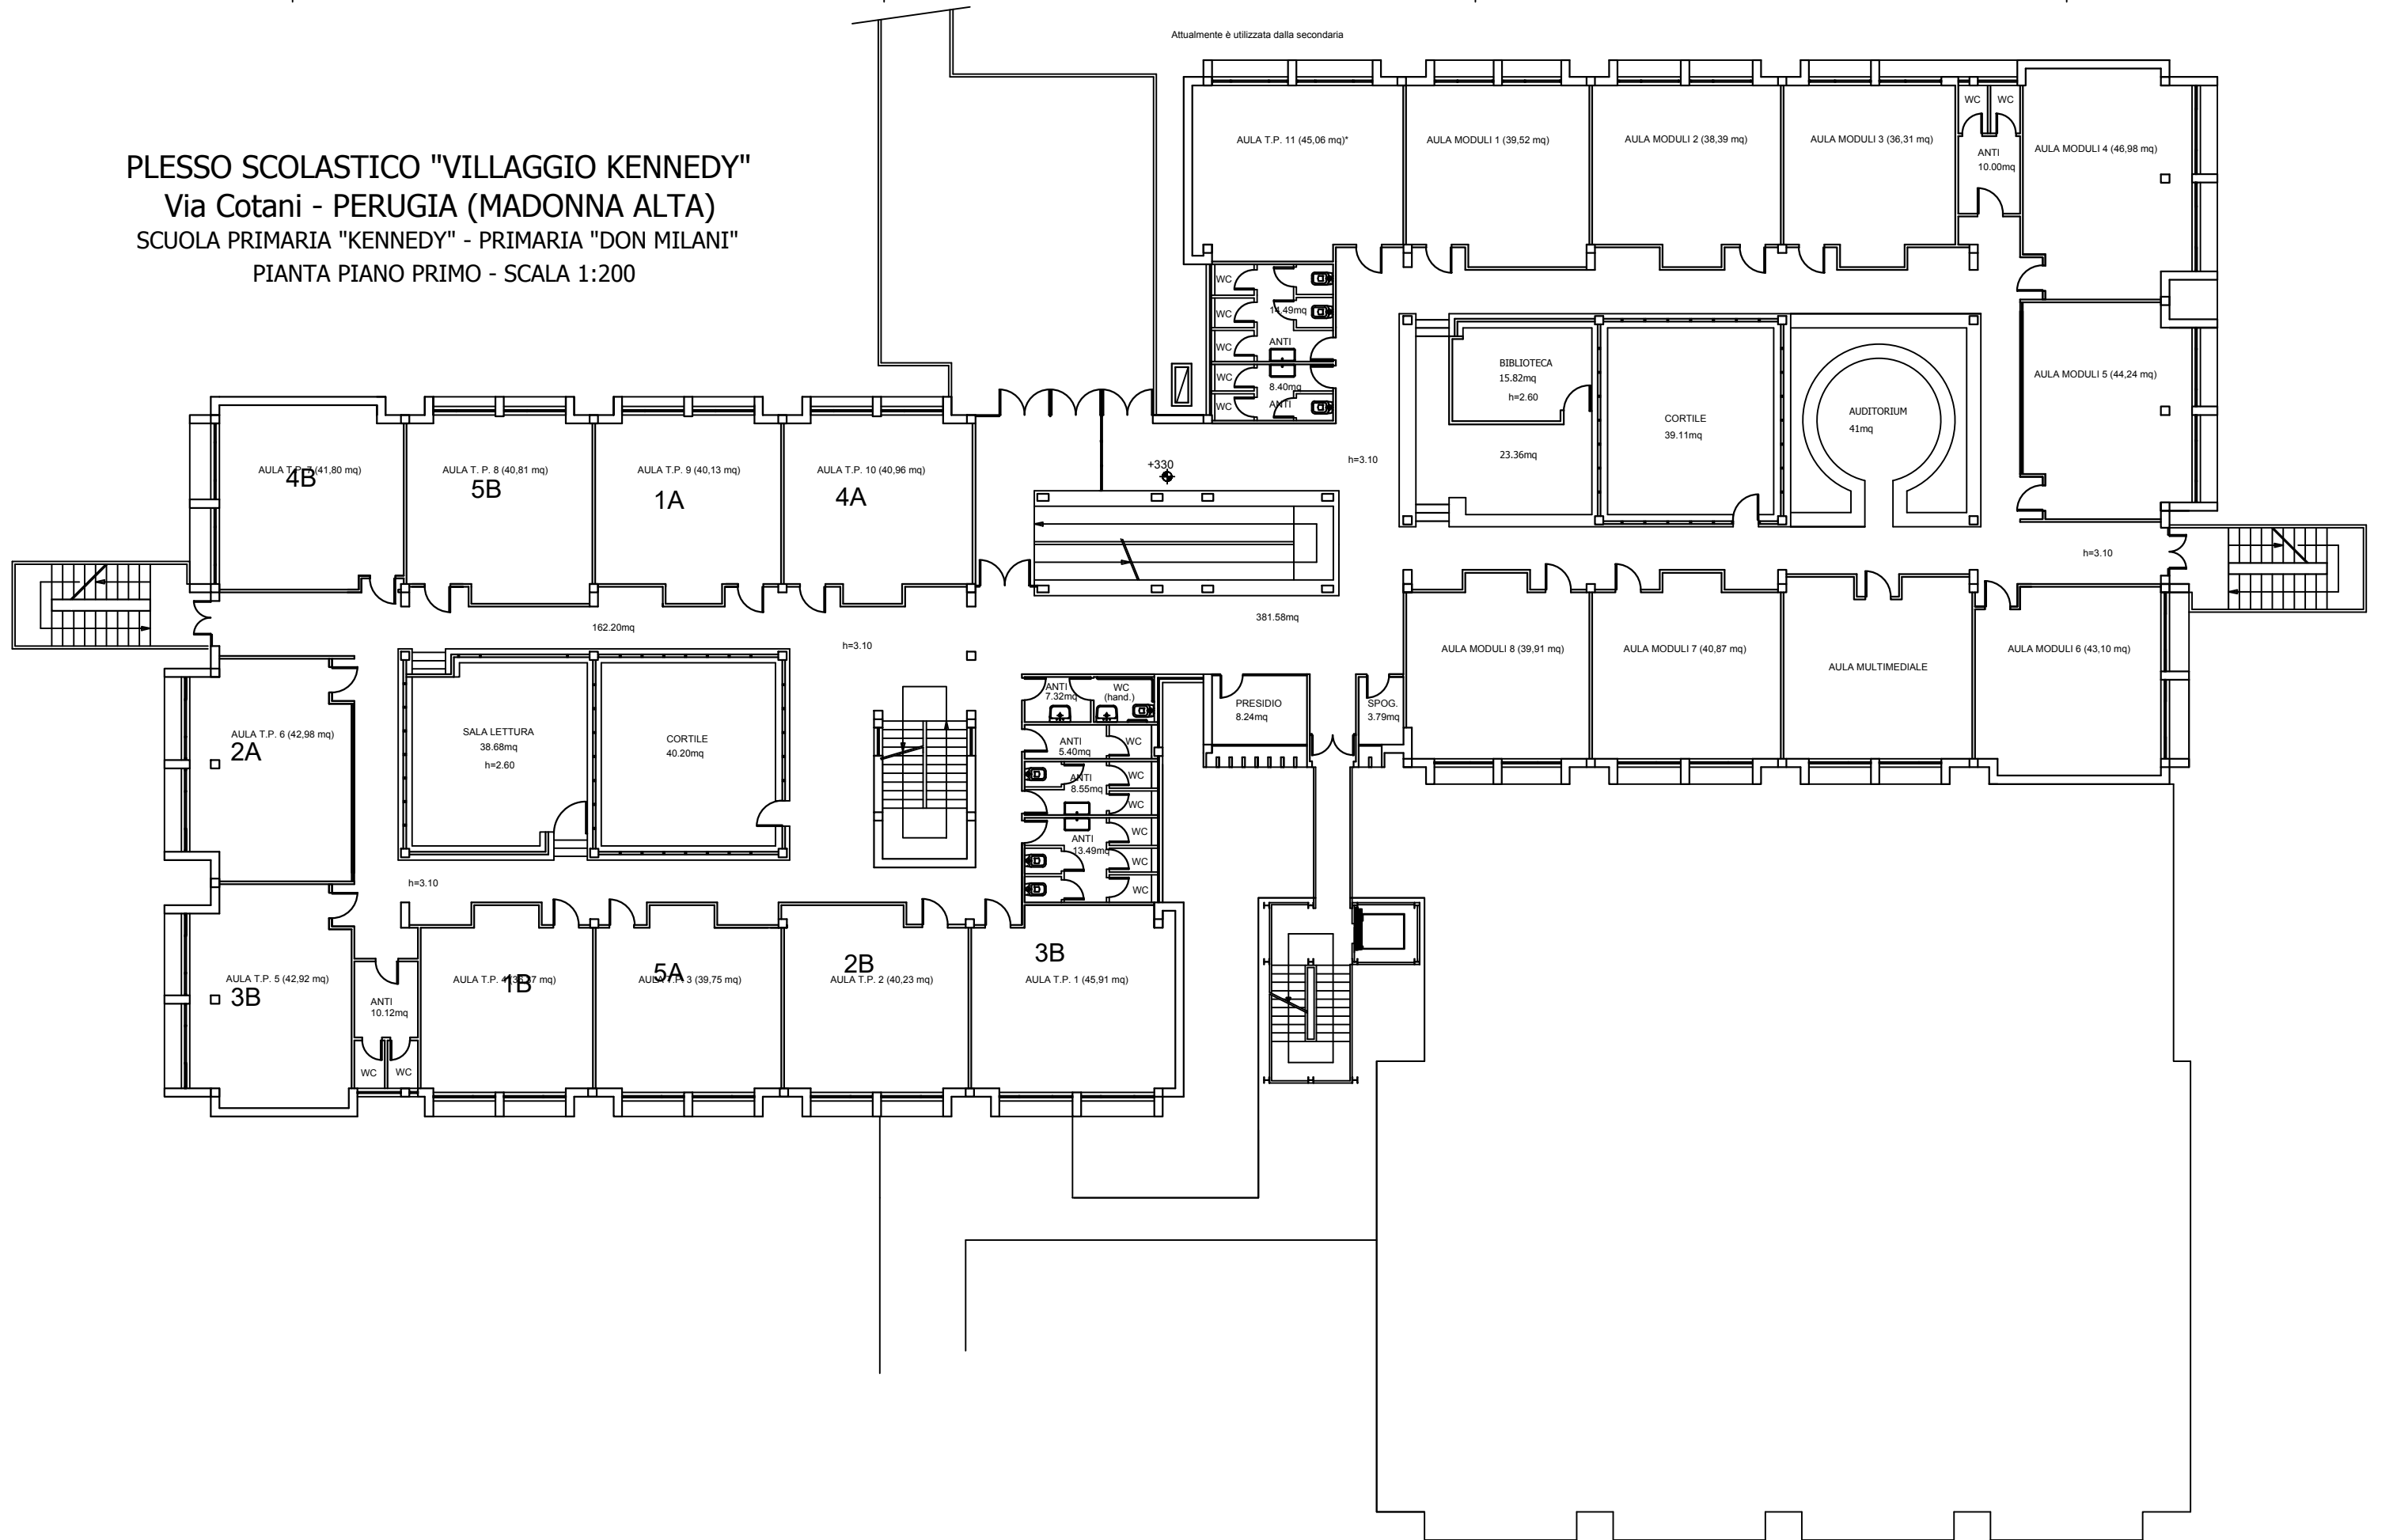 Attualmente è utilizzata dalla secondaria
PLESSO SCOLASTICO "VILLAGGIO KENNEDY"
Via Cotani - PERUGIA (MADONNA ALTA)
SCUOLA PRIMARIA "KENNEDY" - PRIMARIA "DON MILANI"
PIANTA PIANO PRIMO - SCALA 1:200
AULA T.P. 11 (45,06 mq)*
AULA MODULI 1 (39,52 mq)
AULA MODULI 2 (38,39 mq)
AULA MODULI 3 (36,31 mq)
WC
WC
ANTI
10.00mq
AULA MODULI 4 (46,98 mq)
WC
WC
14.49mq
WC
ANTI
WC
8.40mq
WC
ANTI
BIBLIOTECA
15.82mq
h=2.60
23.36mq
CORTILE
39.11mq
AUDITORIUM
41mq
AULA MODULI 5 (44,24 mq)
h=3.10
+330
AULA T.P. 7 (41,80 mq)
4B
AULA T. P. 8 (40,81 mq)
5B
AULA T.P. 9 (40,13 mq)
1A
AULA T.P. 10 (40,96 mq)
4A
h=3.10
162.20mq
h=3.10
381.58mq
AULA MODULI 8 (39,91 mq)
AULA MODULI 7 (40,87 mq)
AULA MULTIMEDIALE
AULA MODULI 6 (43,10 mq)
AULA T.P. 6 (42,98 mq)
2A
SALA LETTURA
38.68mq
h=2.60
CORTILE
40.20mq
ANTI
7.32mq
WC
(hand.)
PRESIDIO
8.24mq
SPOG.
3.79mq
ANTI
5.40mq
WC
ANTI
8.55mq
WC
WC
ANTI
13.49mq
WC
WC
WC
h=3.10
AULA T.P. 5 (42,92 mq)
3B
ANTI
10.12mq
WC
WC
AULA T.P.
1B
AULA T.P. 3 (39,75 mq)
5A
2B
AULA T.P. 2 (40,23 mq)
3B
AULA T.P. 1 (45,91 mq)